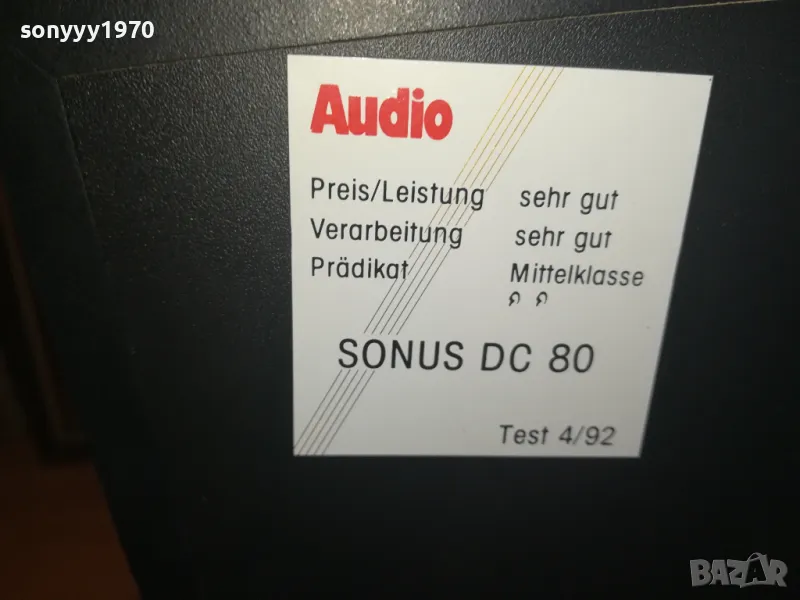 sonyyy1970
Audio
Preis/Leistung sehr gut
Verarbeitung sehr gut
Prädikat Mittelklasse
SONUS DC 80
Test 4/92
BAZAR